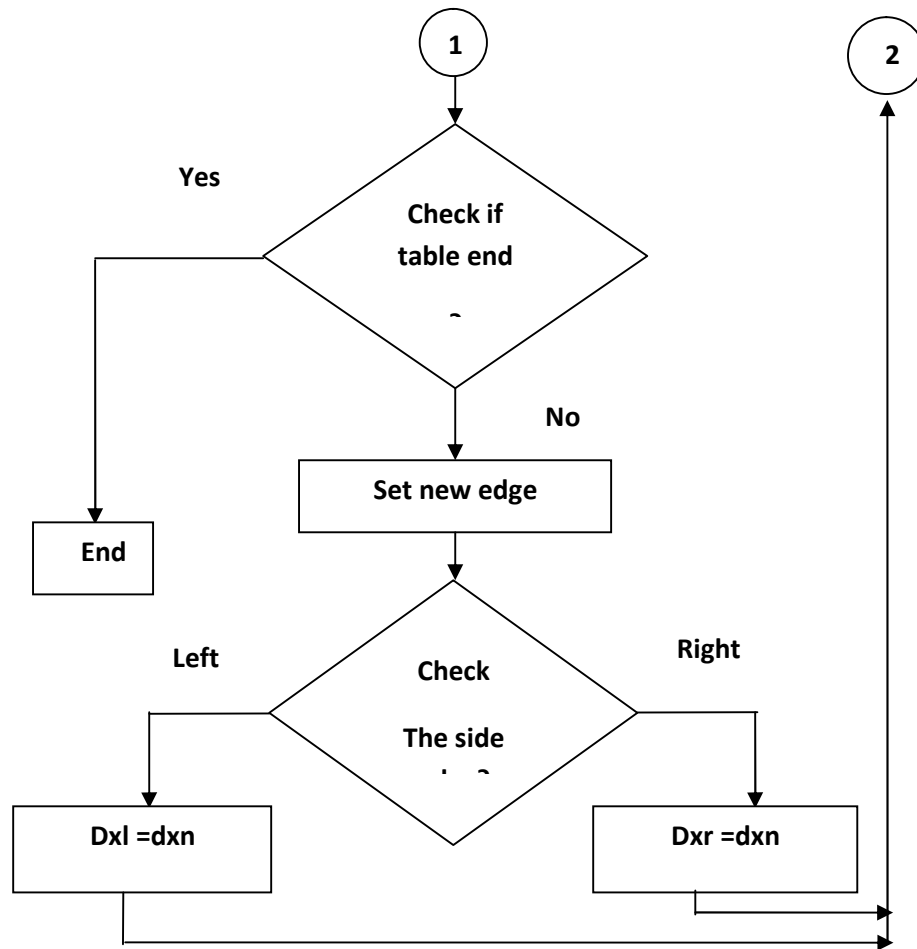 1
2
Yes
Check if
table end
No
Set new edge
End
Left
Right
Check
The side
Dxl =dxn
Dxr =dxn